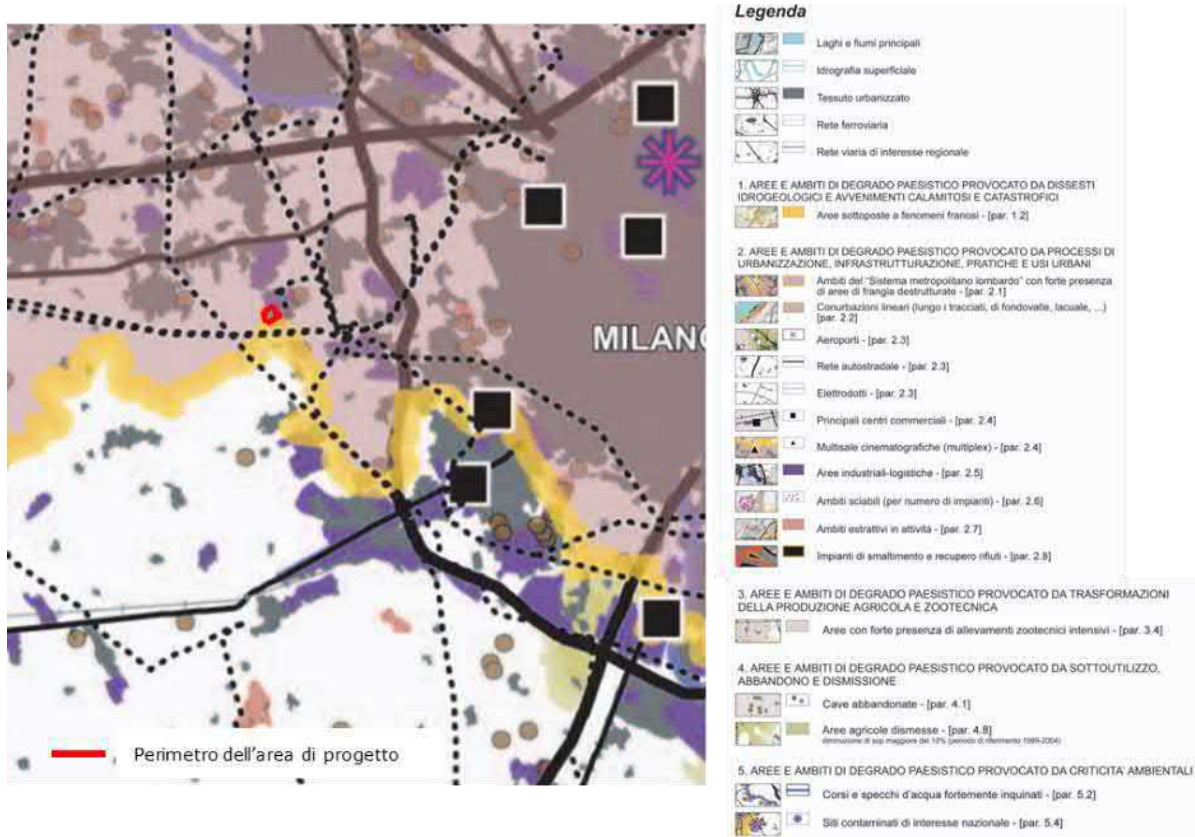 MILANO
Perimetro dell'area di progetto
Legenda
Laghi e fiumi principali
Idrografia superficiale
Tessuto urbanizzato
Rete ferroviaria
Rete viaria di interesse regionale
1. AREE E AMBITI DI DEGRADO PAESISTICO PROVOCATO DA DISSESTI
IDROGEOLOGICI E AVVENIMENTI CALAMITOSI E CATASTROFICI
Aree sottoposte a fenomeni franosi - [par. 1.2]
2. AREE E AMBITI DI DEGRADO PAESISTICO PROVOCATO DA PROCESSI DI
URBANIZZAZIONE, INFRASTRUTTURAZIONE, PRATICHE E USI URBANI
Ambiti del "Sistema metropolitano lombardo" con forte presenza
di aree di frangia destrutturate - [par. 2.1]
Conurbazioni lineari (lungo i tracciati, di fondovalle, lacuale, ...)
[par. 2.2]
Aeroporti - [par. 2.3]
Rete autostradale - [par. 2.3]
Elettrodotti - [par. 2.3]
Principali centri commerciali - [par. 2.4]
Multisale cinematografiche (multiplex) - [par. 2.4]
Aree industriali-logistiche - [par. 2.5]
Ambiti sciabili (per numero di impianti) - [par. 2.6]
Ambiti estrattivi in attività - [par. 2.7]
Impianti di smaltimento e recupero rifiuti - [par. 2.8]
3. AREE E AMBITI DI DEGRADO PAESISTICO PROVOCATO DA TRASFORMAZIONI
DELLA PRODUZIONE AGRICOLA E ZOOTECNICA
Aree con forte presenza di allevamenti zootecnici intensivi - [par. 3.4]
4. AREE E AMBITI DI DEGRADO PAESISTICO PROVOCATO DA SOTTOUTILIZZO,
ABBANDONO E DISMISSIONE
Cave abbandonate - [par. 4.1]
Aree agricole dismesse - [par. 4.8]
diminuzione di sup maggiore del 10% (periodo di riferimento 1999-2004)
5. AREE E AMBITI DI DEGRADO PAESISTICO PROVOCATO DA CRITICITA' AMBIENTALI
Corsi e specchi d'acqua fortemente inquinati - [par. 5.2]
Siti contaminati di interesse nazionale - [par. 5.4]